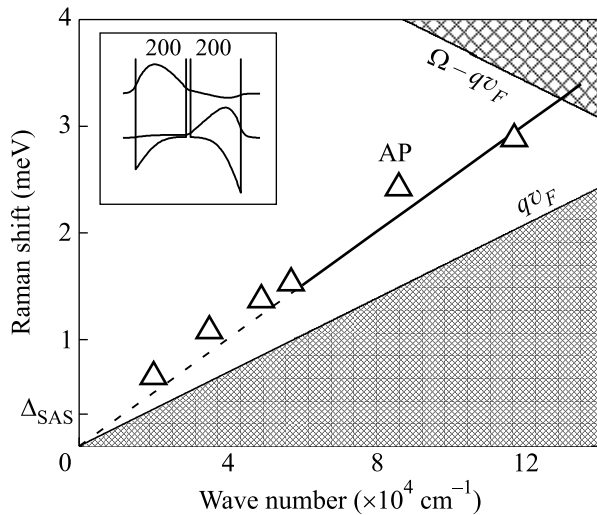 4
200 200
Ω – qv_F
3
AP
Raman shift (meV)
qv_F
2
1
Δ_SAS
0 4 8 12
Wave number (×10⁴ cm⁻¹)